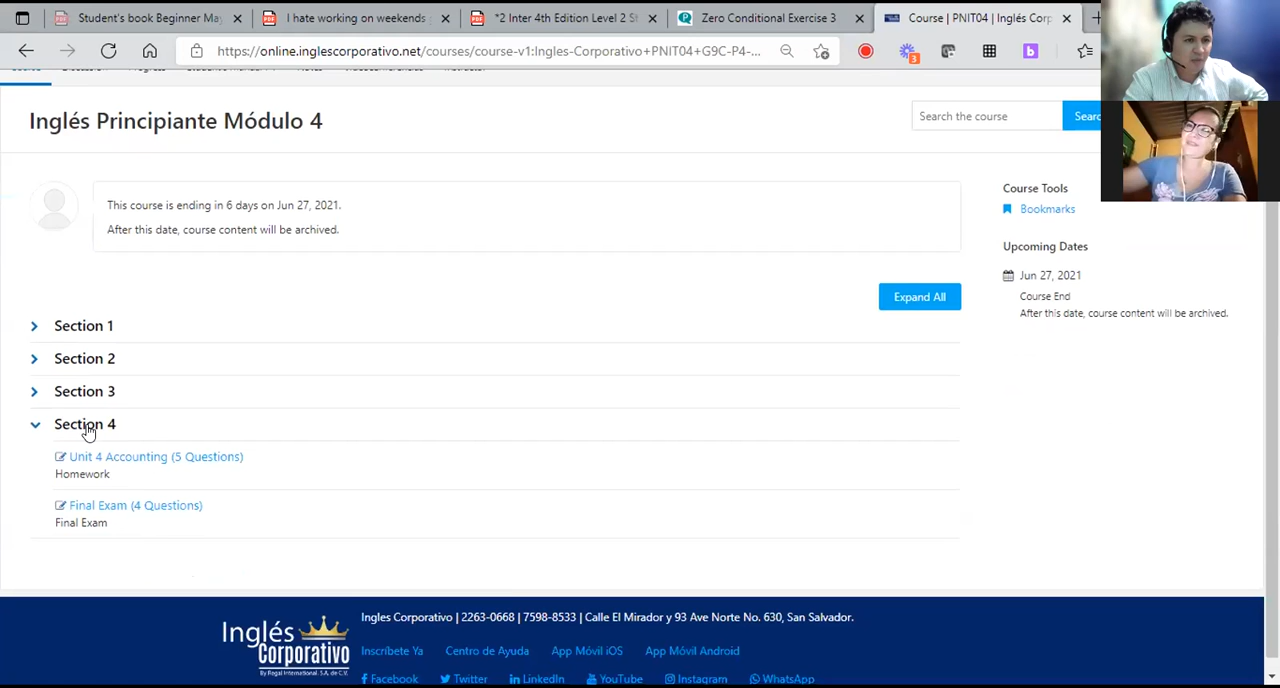 Student's book Beginner May
I hate working on weekends
*2 Inter 4th Edition Level 2 St
Zero Conditional Exercise 3
Course | PNIT04 | Inglés Corp
https://online.inglescorporativo.net/courses/course-v1:Ingles-Corporativo+PNIT04+G9C-P4-...
3
b
Inglés Principiante Módulo 4
Search the course
Searc
This course is ending in 6 days on Jun 27, 2021.
After this date, course content will be archived.
Course Tools
Bookmarks
Upcoming Dates
Jun 27, 2021
Course End
After this date, course content will be archived.
Expand All
Section 1
Section 2
Section 3
Section 4
Unit 4 Accounting (5 Questions)
Homework
Final Exam (4 Questions)
Final Exam
Inglés Corporativo
By Regal International. S.A. de C.V.
Ingles Corporativo | 2263-0668 | 7598-8533 | Calle El Mirador y 93 Ave Norte No. 630, San Salvador.
Inscríbete Ya
Centro de Ayuda
App Móvil iOS
App Móvil Android
Facebook
Twitter
LinkedIn
YouTube
Instagram
WhatsApp